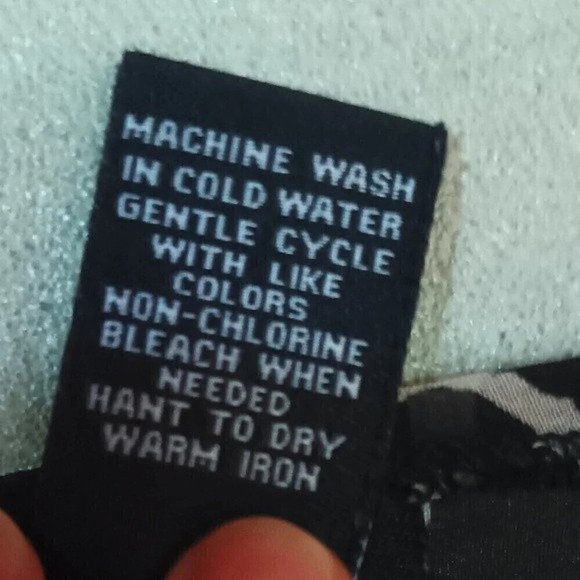 MACHINE WASH
IN COLD WATER
GENTLE CYCLE
WITH LIKE
COLORS
NON-CHLORINE
BLEACH WHEN
NEEDED
HANT TO DRY
WARM IRON